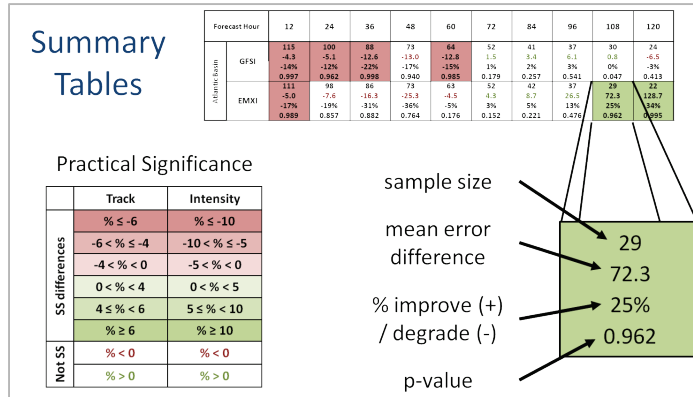 Summary
Tables
Forecast Hour 12 24 36 48 60 72 84 96 108 120
Atlantic Basin
GFSI
115 100 88 73 64 52 41 37 30 24
-4.3 -5.1 -12.6 -13.0 -12.8 1.5 3.4 6.1 0.8 -6.5
-14% -12% -22% -17% -15% 1% 2% 3% 0% -3%
0.997 0.962 0.998 0.940 0.985 0.179 0.257 0.541 0.047 0.413
EMXI
111 98 86 73 63 52 42 37 29 22
-5.0 -7.6 -16.3 -25.3 -4.5 4.3 8.7 26.5 72.3 128.7
-17% -19% -31% -36% -5% 3% 5% 13% 25% 34%
0.989 0.857 0.882 0.764 0.176 0.152 0.221 0.476 0.962 0.995
Practical Significance
Track Intensity
SS differences
% ≤ -6 % ≤ -10
-6 < % ≤ -4 -10 < % ≤ -5
-4 < % < 0 -5 < % < 0
0 < % < 4 0 < % < 5
4 ≤ % < 6 5 ≤ % < 10
% ≥ 6 % ≥ 10
Not SS
% < 0 % < 0
% > 0 % > 0
sample size
mean error
difference
% improve (+)
/ degrade (-)
p-value
29
72.3
25%
0.962